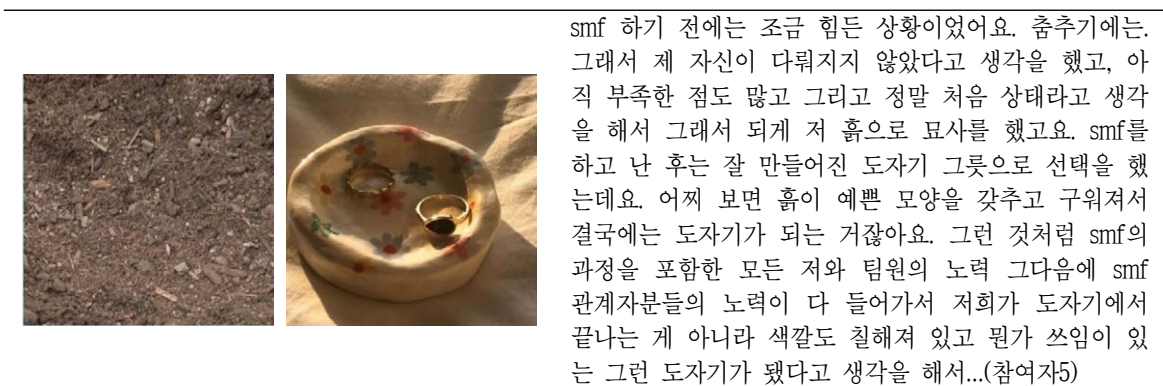 smf 하기 전에는 조금 힘든 상황이었어요. 춤추기에는.
그래서 제 자신이 다뤄지지 않았다고 생각을 했고, 아
직 부족한 점도 많고 그리고 정말 처음 상태라고 생각
을 해서 그래서 되게 저 흙으로 묘사를 했고요. smf를
하고 난 후는 잘 만들어진 도자기 그릇으로 선택을 했
는데요. 어찌 보면 흙이 예쁜 모양을 갖추고 구워져서
결국에는 도자기가 되는 거잖아요. 그런 것처럼 smf의
과정을 포함한 모든 저와 팀원의 노력 그다음에 smf
관계자분들의 노력이 다 들어가서 저희가 도자기에서
끝나는 게 아니라 색깔도 칠해져 있고 뭔가 쓰임이 있
는 그런 도자기가 됐다고 생각을 해서...(참여자5)